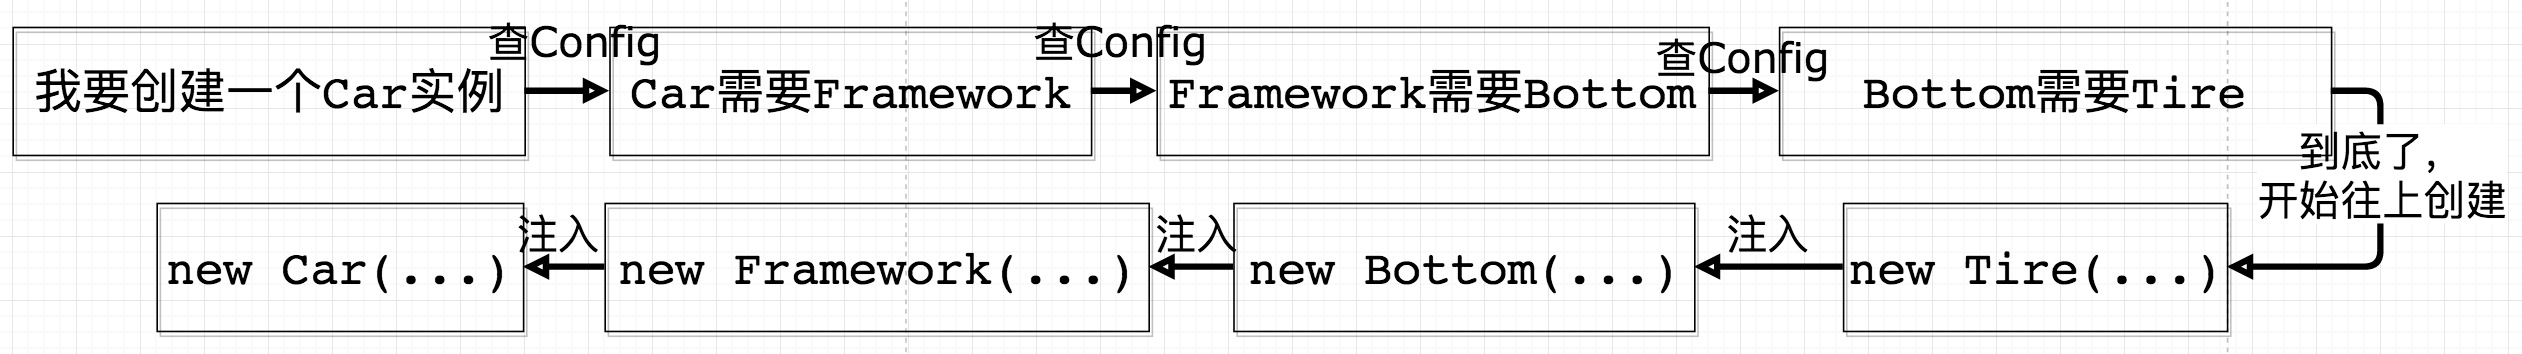 我要创建一个Car实例
查Config
Car需要Framework
查Config
Framework需要Bottom
查Config
Bottom需要Tire
到底了，
开始往上创建
new Tire(...)
注入
new Bottom(...)
注入
new Framework(...)
注入
new Car(...)